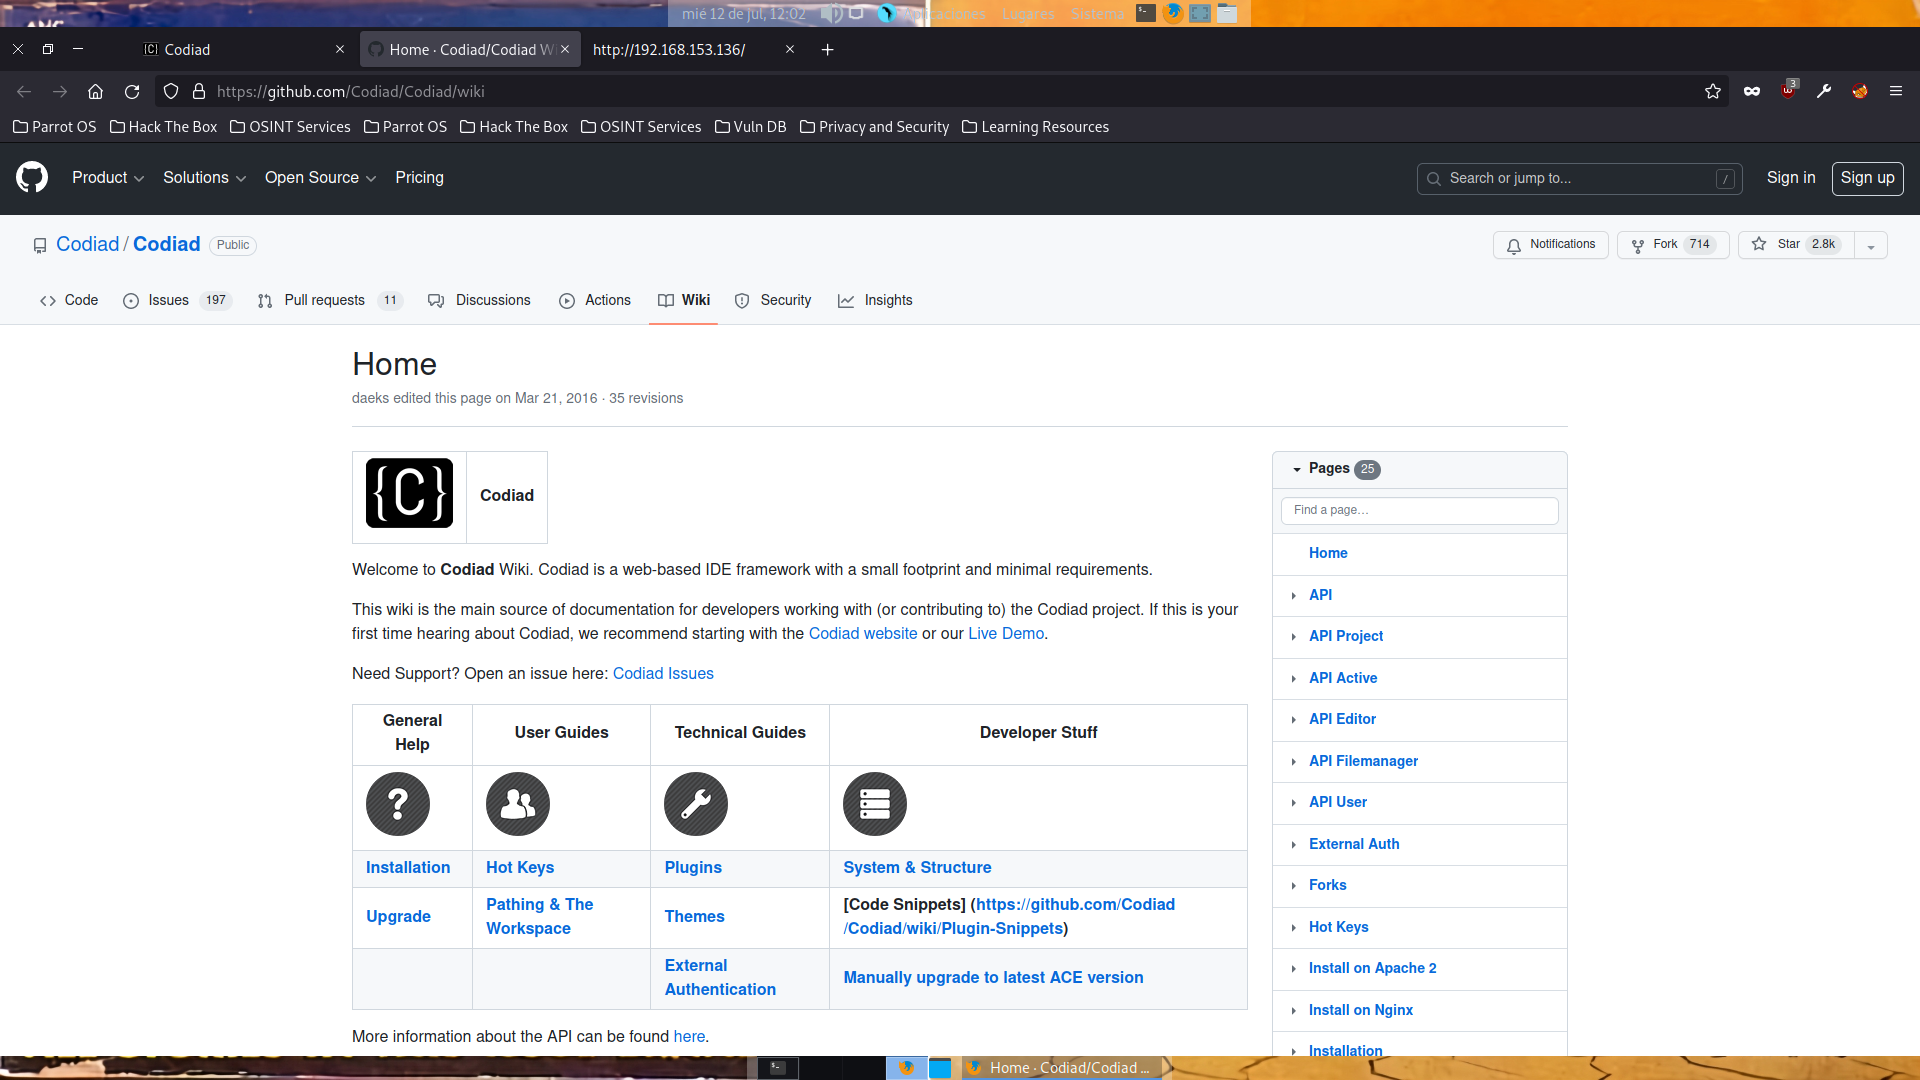 mié 12 de jul, 12:02 Aplicaciones Lugares Sistema
Codiad
Home · Codiad/Codiad W
http://192.168.153.136/
https://github.com/Codiad/Codiad/wiki
3
Parrot OS Hack The Box OSINT Services Parrot OS Hack The Box OSINT Services Vuln DB Privacy and Security Learning Resources
Product Solutions Open Source Pricing
Search or jump to... /
Sign in Sign up
Codiad / Codiad Public
Notifications Fork 714 Star 2.8k
Code Issues 197 Pull requests 11 Discussions Actions Wiki Security Insights
Home
daeks edited this page on Mar 21, 2016 · 35 revisions
{C} Codiad
Welcome to Codiad Wiki. Codiad is a web-based IDE framework with a small footprint and minimal requirements.
This wiki is the main source of documentation for developers working with (or contributing to) the Codiad project. If this is your
first time hearing about Codiad, we recommend starting with the Codiad website or our Live Demo.
Need Support? Open an issue here: Codiad Issues
General
Help
User Guides
Technical Guides
Developer Stuff
Installation
Hot Keys
Plugins
System & Structure
Upgrade
Pathing & The
Workspace
Themes
[Code Snippets] (https://github.com/Codiad
/Codiad/wiki/Plugin-Snippets)
External
Authentication
Manually upgrade to latest ACE version
More information about the API can be found here.
Pages 25
Find a page…
Home
API
API Project
API Active
API Editor
API Filemanager
API User
External Auth
Forks
Hot Keys
Install on Apache 2
Install on Nginx
Installation
Home · Codiad/Codiad ...